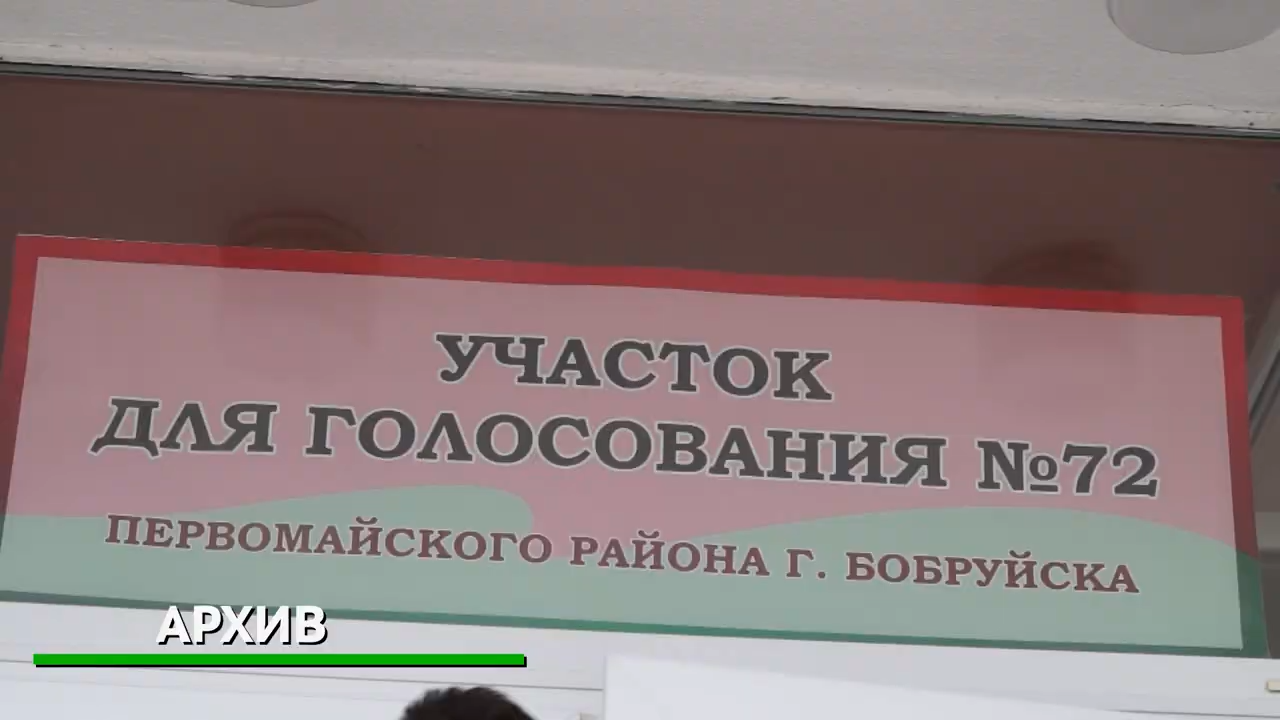 УЧАСТОК
ДЛЯ ГОЛОСОВАНИЯ №72
ПЕРВОМАЙСКОГО РАЙОНА Г. БОБРУЙСКА
АРХИВ